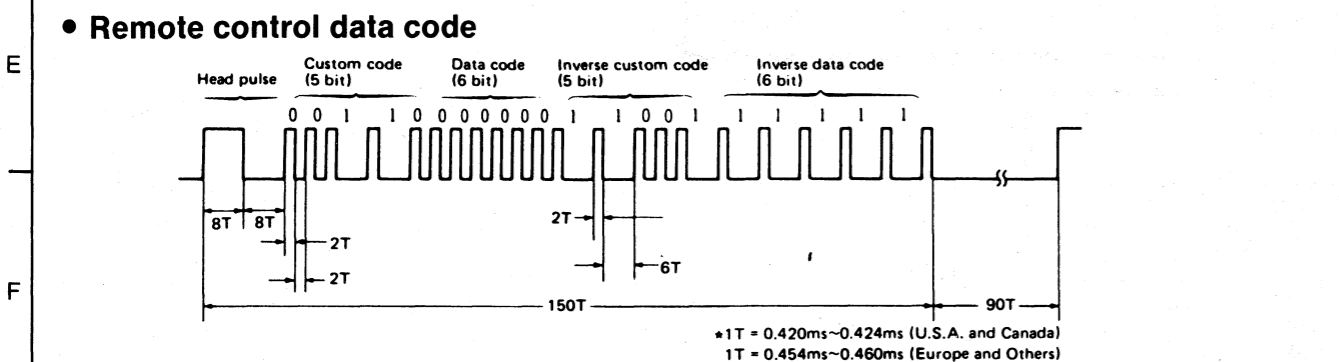 • Remote control data code
E
Head pulse
Custom code
(5 bit)
Data code
(6 bit)
Inverse custom code
(5 bit)
Inverse data code
(6 bit)
0 0 1 1 0 0 0 0 0 0 0 1 1 0 0 1 1 1 1 1 1
8T 8T
2T
2T
2T
6T
F
150T
90T
*1T = 0.420ms~0.424ms (U.S.A. and Canada)
1T = 0.454ms~0.460ms (Europe and Others)